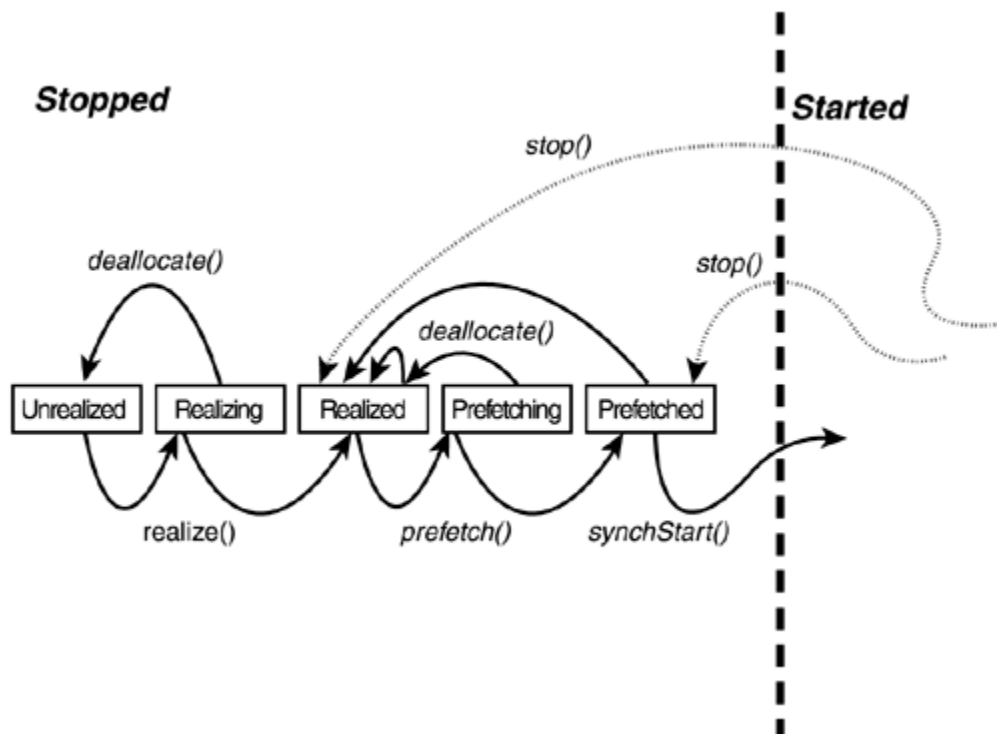 Stopped
Started
stop()
deallocate()
stop()
deallocate()
Unrealized
Realizing
Realized
Prefetching
Prefetched
realize()
prefetch()
synchStart()